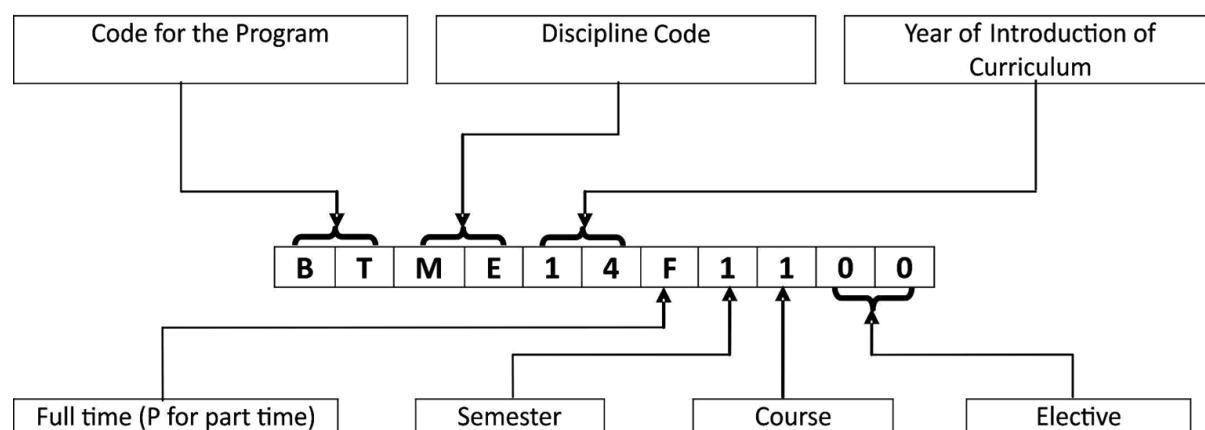 Code for the Program
Discipline Code
Year of Introduction of
Curriculum
B T M E 1 4 F 1 1 0 0
Full time (P for part time)
Semester
Course
Elective